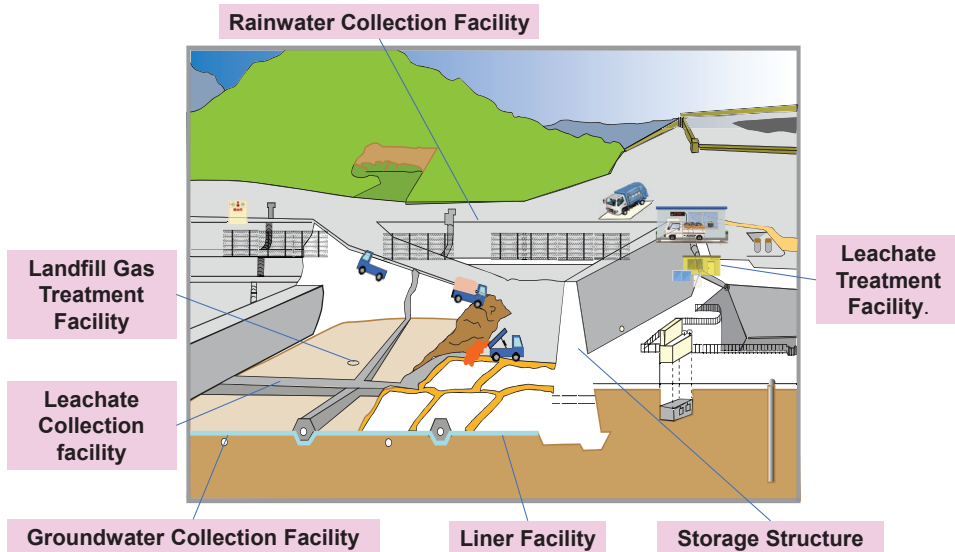 Rainwater Collection Facility
Landfill Gas
Treatment
Facility
Leachate
Treatment
Facility.
Leachate
Collection
facility
Groundwater Collection Facility
Liner Facility
Storage Structure